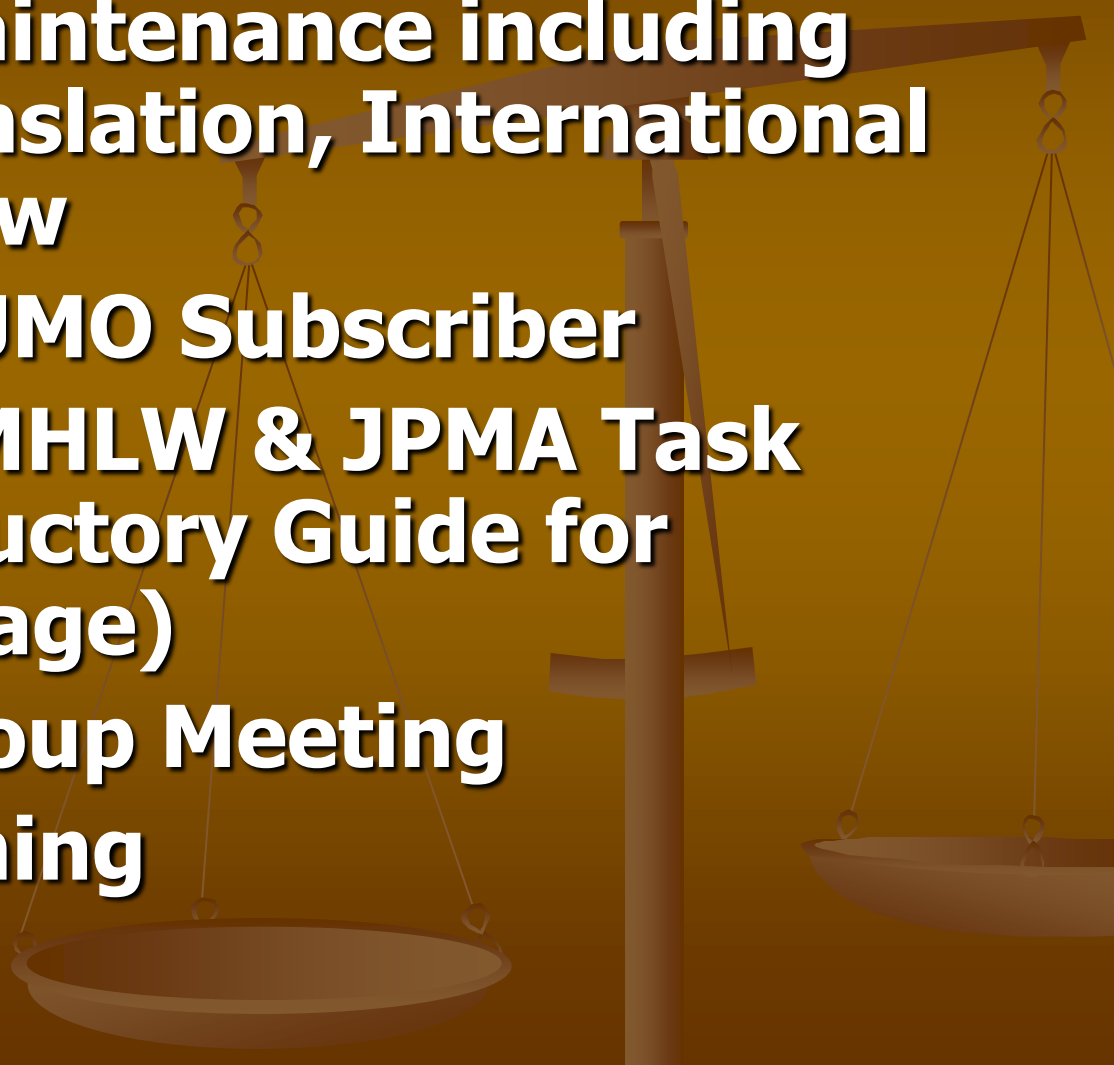 aintenance including
nslation, International
w
JMO Subscriber
MHLW & JPMA Task
uctory Guide for
age)
oup Meeting
ning